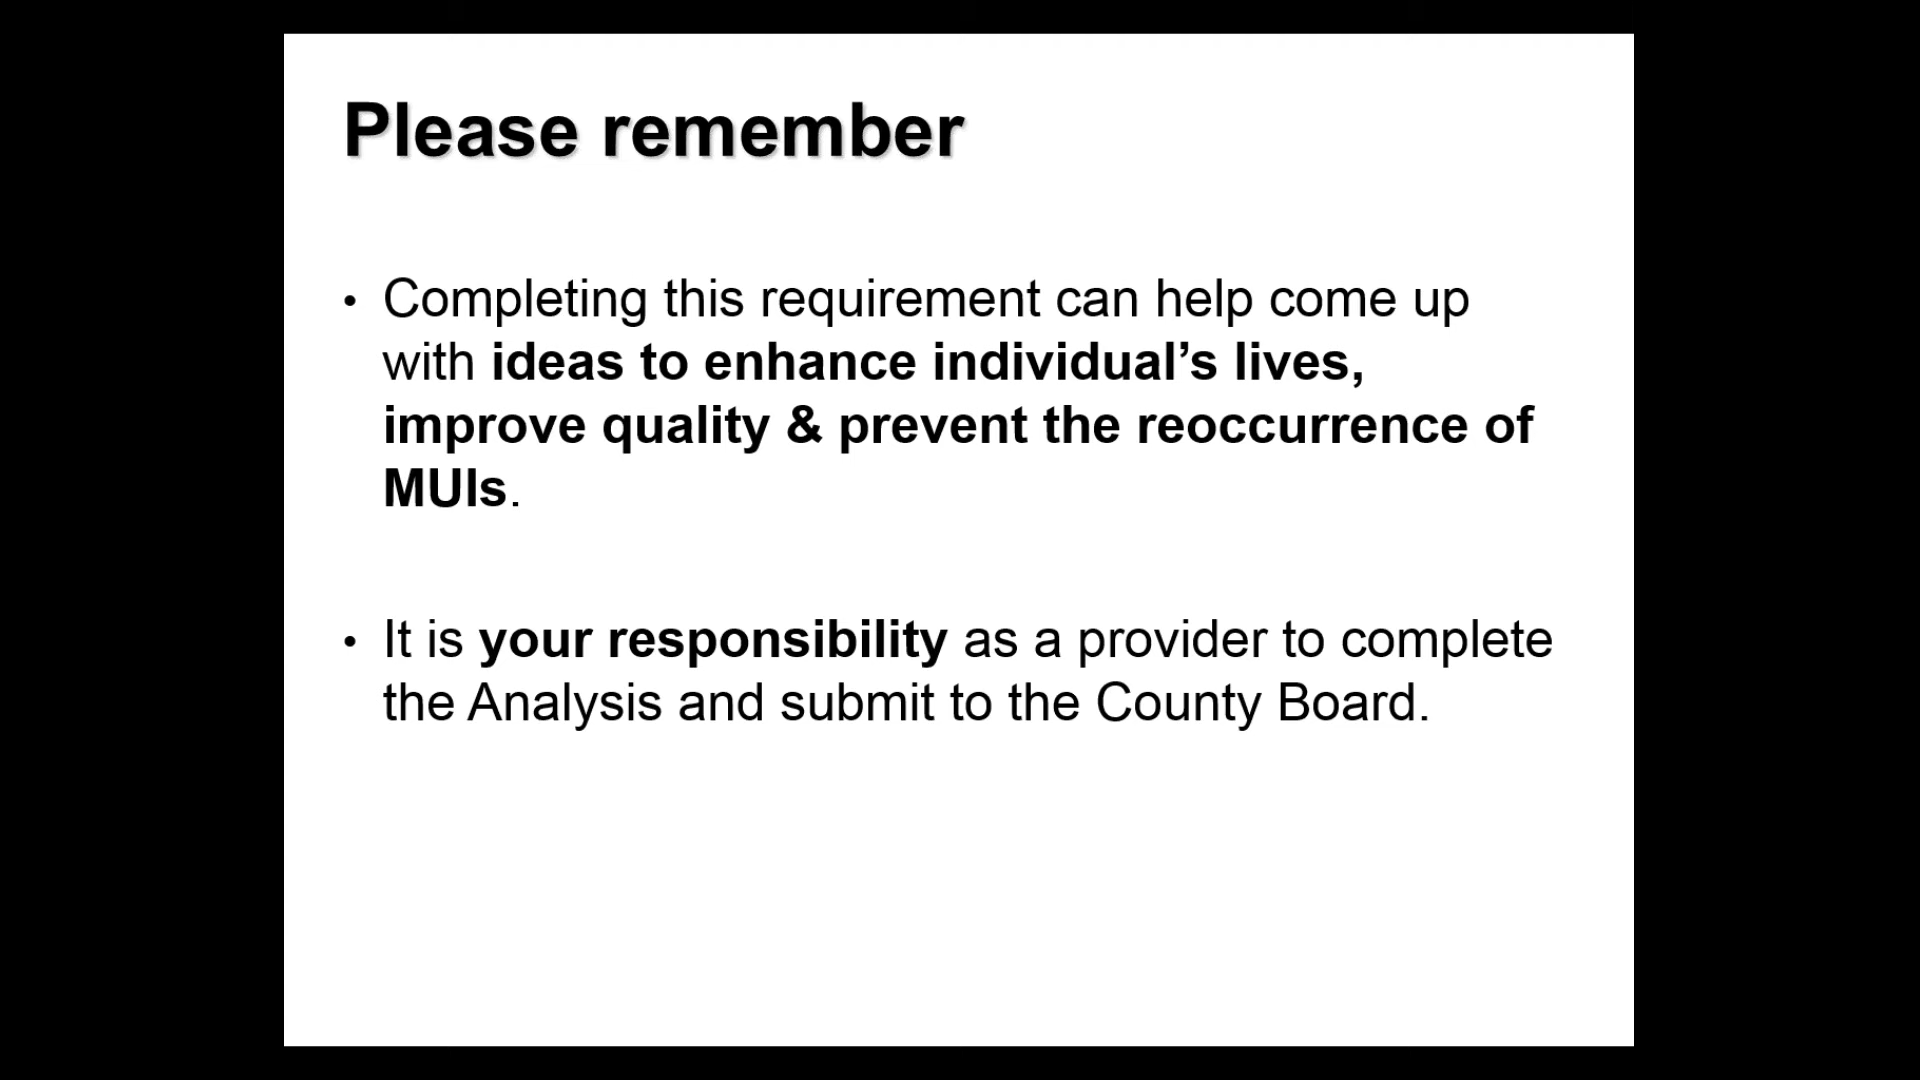 Please remember
• Completing this requirement can help come up
with ideas to enhance individual’s lives,
improve quality & prevent the reoccurrence of
MUIs.
• It is your responsibility as a provider to complete
the Analysis and submit to the County Board.